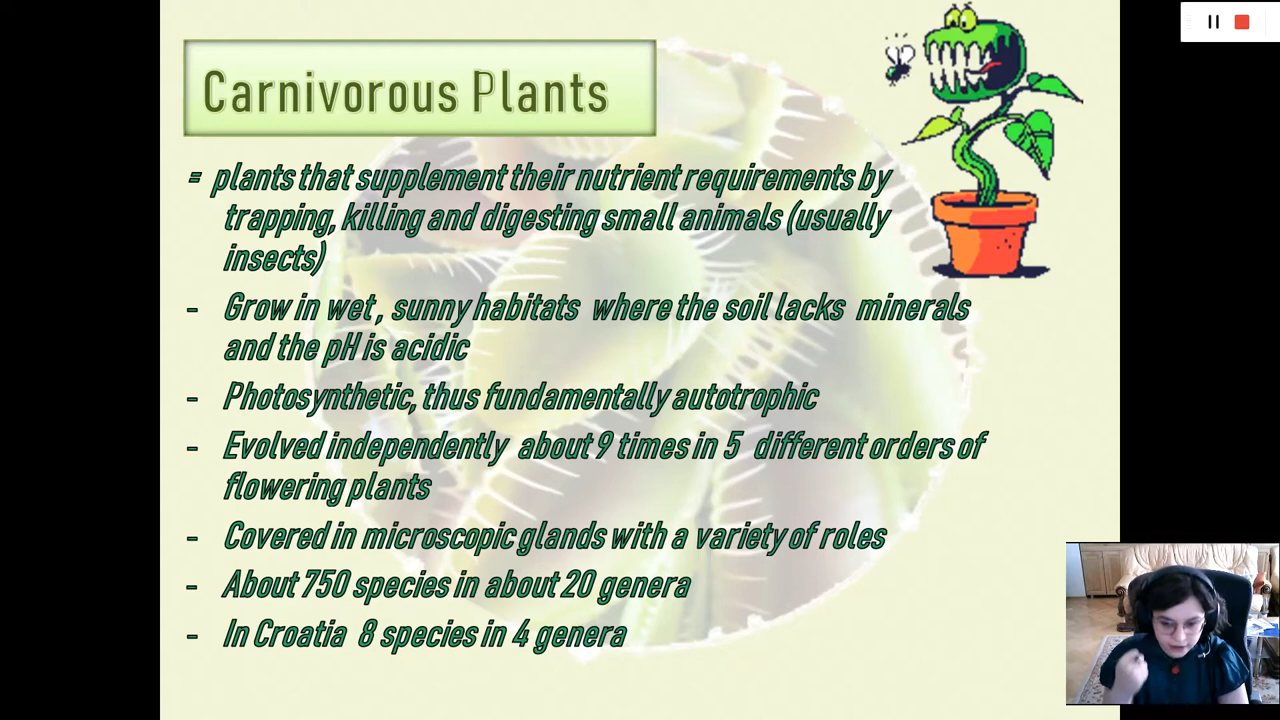 Carnivorous Plants
= plants that supplement their nutrient requirements by
trapping, killing and digesting small animals (usually
insects)
- Grow in wet , sunny habitats where the soil lacks minerals
and the pH is acidic
- Photosynthetic, thus fundamentally autotrophic
- Evolved independently about 9 times in 5 different orders of
flowering plants
- Covered in microscopic glands with a variety of roles
- About 750 species in about 20 genera
- In Croatia 8 species in 4 genera